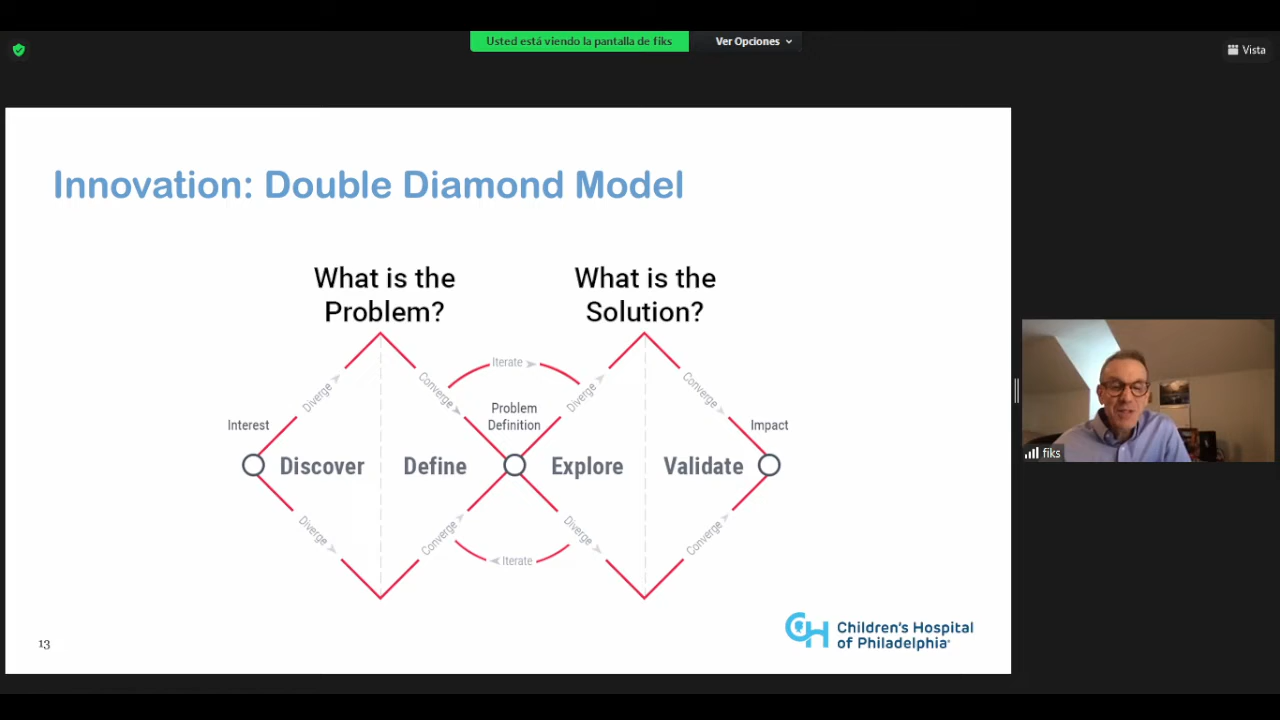 Usted está viendo la pantalla de fiks
Ver Opciones
Vista
Innovation: Double Diamond Model
What is the
Problem?
What is the
Solution?
Iterate
Diverge
Converge
Diverge
Converge
Problem
Definition
Interest
Impact
Discover
Define
Explore
Validate
fiks
Diverge
Converge
Diverge
Converge
Iterate
13
Children's Hospital
of Philadelphia®
CH